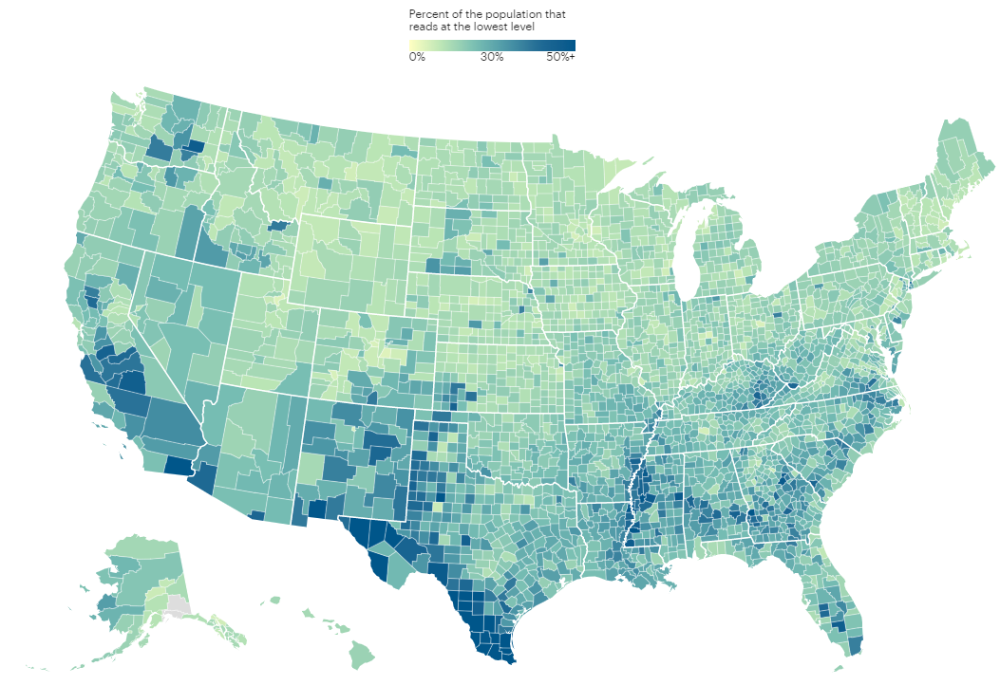 Percent of the population that
reads at the lowest level
0% 30% 50%+